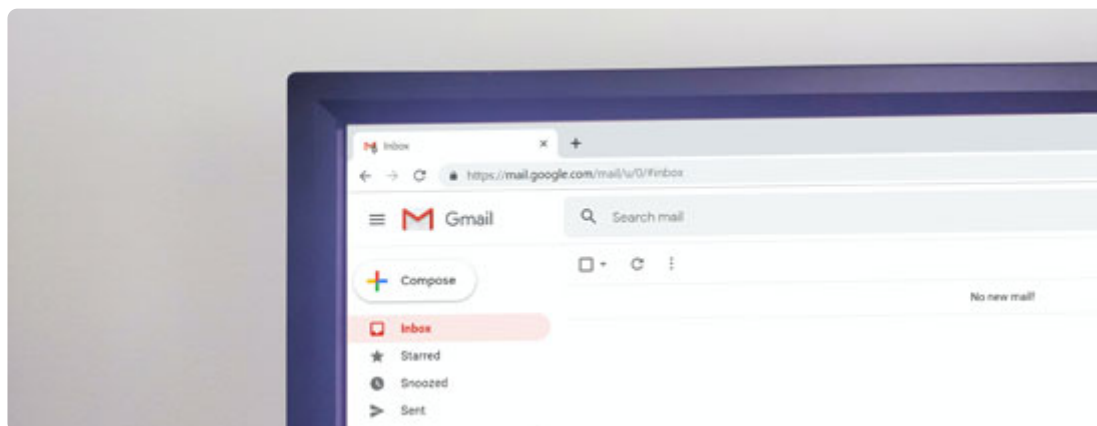 Inbox
https://mail.google.com/mail/u/0/#inbox
Gmail
Search mail
Compose
No new mail!
Inbox
Starred
Snoozed
Sent